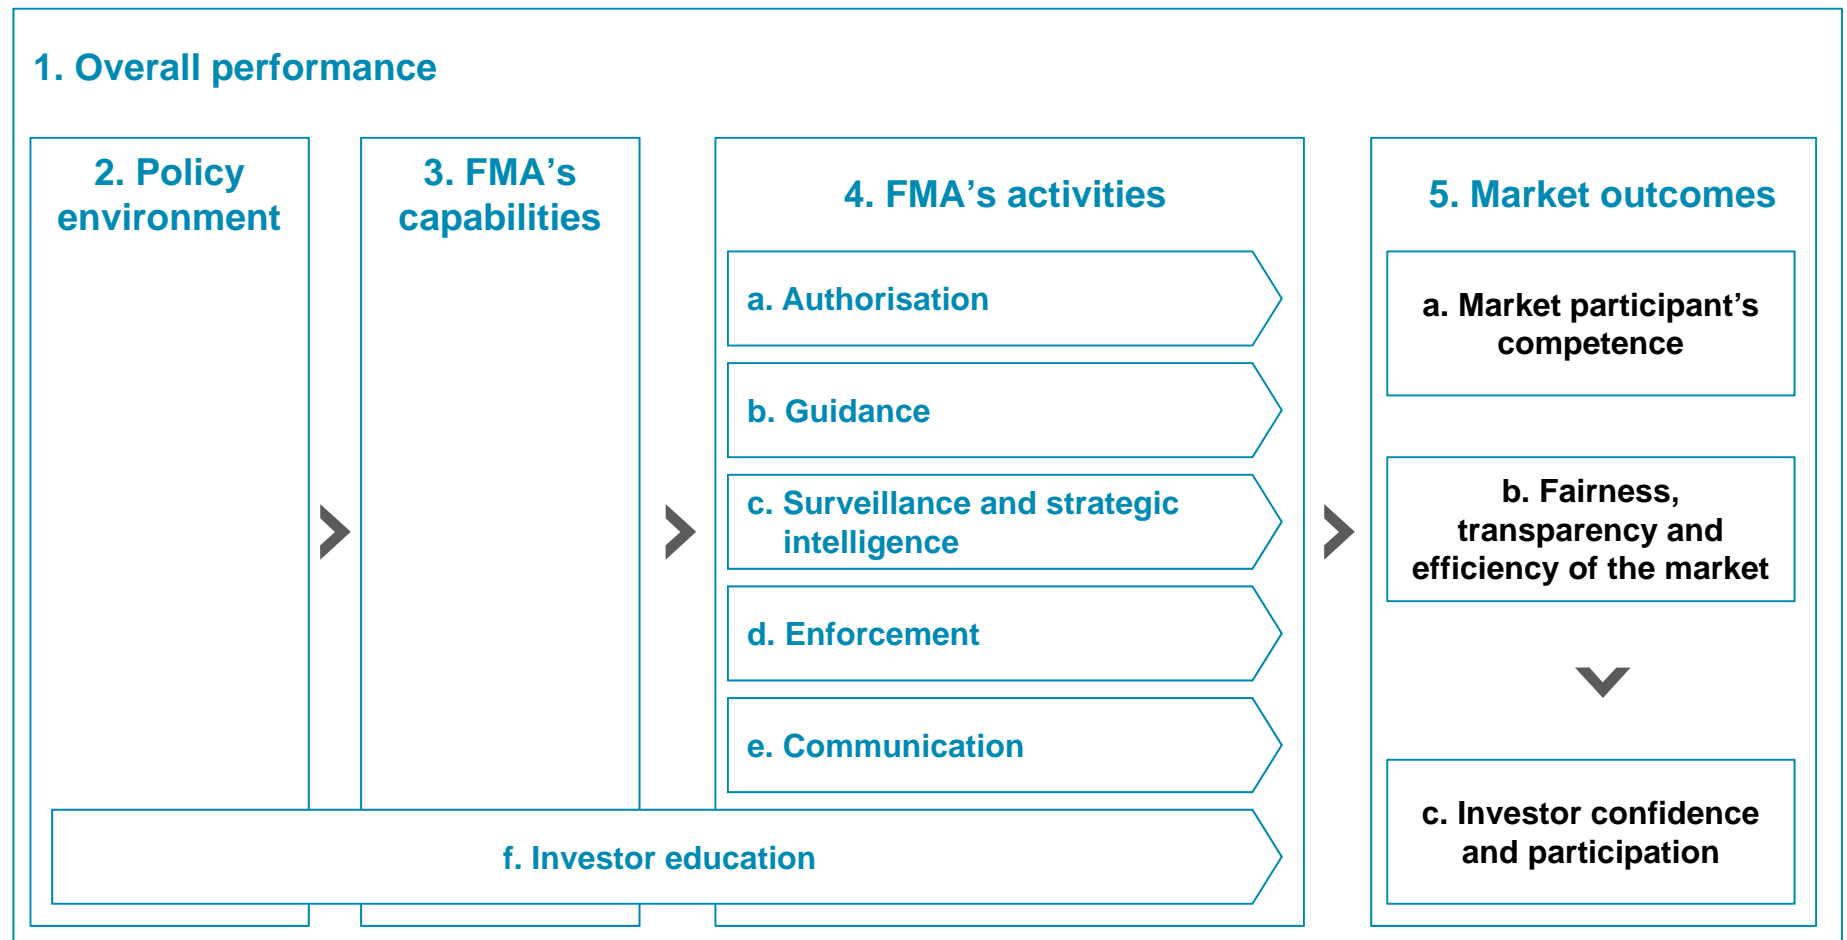 1. Overall performance
2. Policy
environment
3. FMA’s
capabilities
4. FMA’s activities
a. Authorisation
b. Guidance
c. Surveillance and strategic
intelligence
d. Enforcement
e. Communication
f. Investor education
5. Market outcomes
a. Market participant’s
competence
b. Fairness,
transparency and
efficiency of the market
c. Investor confidence
and participation